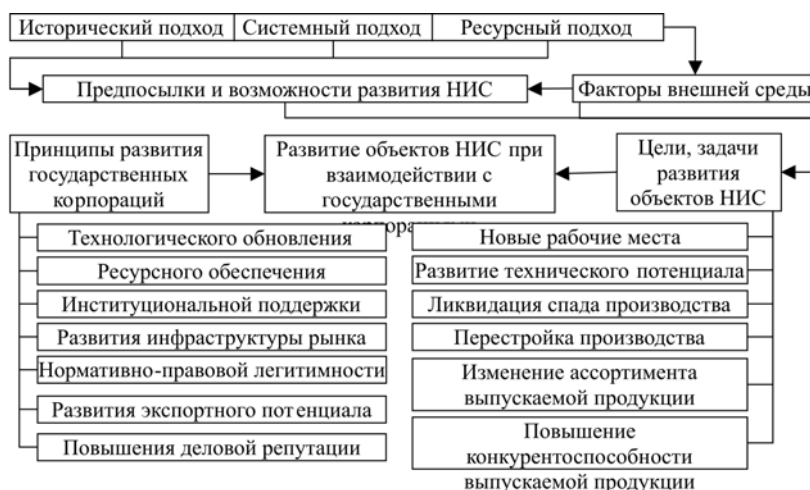 Исторический подход Системный подход Ресурсный подход
Предпосылки и возможности развития НИС Факторы внешней среды
Принципы развития
государственных
корпораций
Развитие объектов НИС при
взаимодействии с
государственными
Цели, задачи
развития
объектов НИС
Технологического обновления
Ресурсного обеспечения
Институциональной поддержки
Развития инфраструктуры рынка
Нормативно-правовой легитимности
Развития экспортного потенциала
Повышения деловой репутации
Новые рабочие места
Развитие технического потенциала
Ликвидация спада производства
Перестройка производства
Изменение ассортимента
выпускаемой продукции
Повышение
конкурентоспособности
выпускаемой продукции